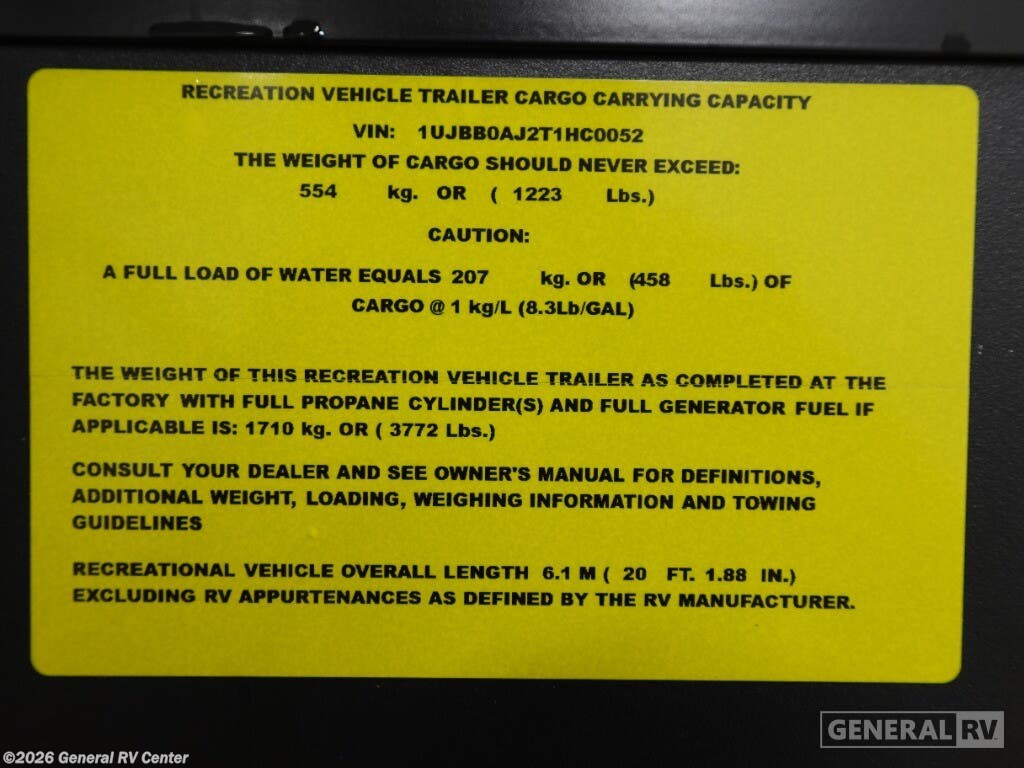 RECREATION VEHICLE TRAILER CARGO CARRYING CAPACITY
VIN: 1UJBB0AJ2T1HC0052
THE WEIGHT OF CARGO SHOULD NEVER EXCEED:
554 kg. OR ( 1223 Lbs.)
CAUTION:
A FULL LOAD OF WATER EQUALS 207 kg. OR (458 Lbs.) OF
CARGO @ 1 kg/L (8.3Lb/GAL)
THE WEIGHT OF THIS RECREATION VEHICLE TRAILER AS COMPLETED AT THE
FACTORY WITH FULL PROPANE CYLINDER(S) AND FULL GENERATOR FUEL IF
APPLICABLE IS: 1710 kg. OR ( 3772 Lbs.)
CONSULT YOUR DEALER AND SEE OWNER'S MANUAL FOR DEFINITIONS,
ADDITIONAL WEIGHT, LOADING, WEIGHING INFORMATION AND TOWING
GUIDELINES
RECREATIONAL VEHICLE OVERALL LENGTH 6.1 M ( 20 FT. 1.88 IN.)
EXCLUDING RV APPURTENANCES AS DEFINED BY THE RV MANUFACTURER.
GENERAL RV
©2026 General RV Center